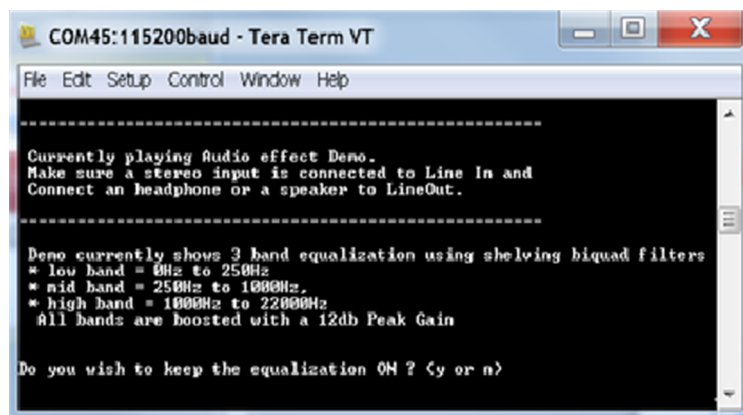 COM45:115200baud - Tera Term VT
File Edit Setup Control Window Help
------------------------------------------------------
Currently playing Audio effect Demo.
Make sure a stereo input is connected to Line In and
Connect an headphone or a speaker to LineOut.
------------------------------------------------------
Demo currently shows 3 band equalization using shelving biquad filters
* low band = 0Hz to 250Hz
* mid band = 250Hz to 1000Hz,
* high band = 1000Hz to 22000Hz
All bands are boosted with a 12db Peak Gain
Do you wish to keep the equalization ON ? (y or n)